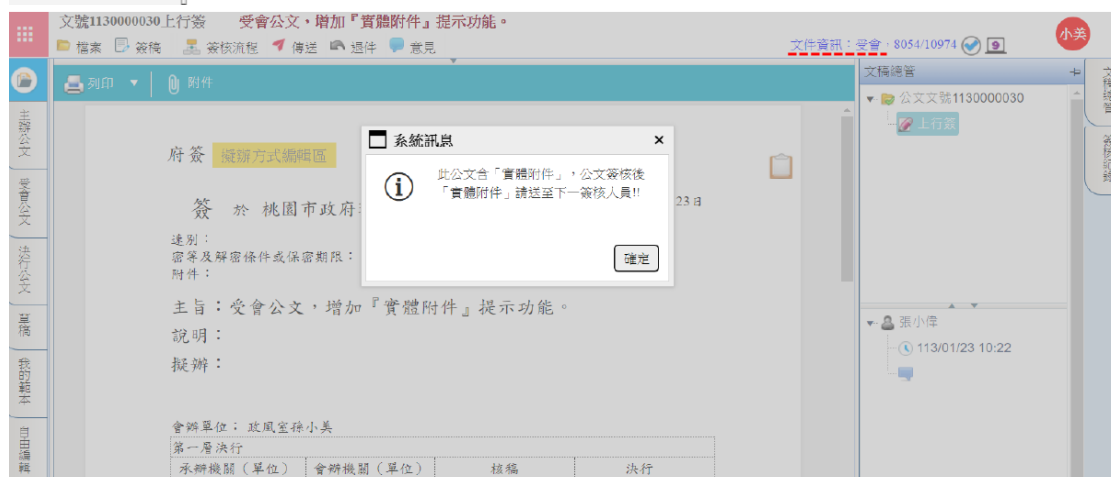 文號1130000030上行簽 受會公文，增加『實體附件』提示功能。
檔案 簽稿 簽核流程 傳送 退件 意見
文件資訊：受會，8054/10974 9
小美
列印 附件
主辦公文
受會公文
決行公文
草稿
我的範本
自由編輯
府簽 擬辦方式編輯區
簽 於 桃園市政府
23日
速別：
密等及解密條件或保密期限：
附件：
主旨：受會公文，增加『實體附件』提示功能。
說明：
擬辦：
會辦單位： 政風室孫小美
第一層決行
承辦機關（單位） 會辦機關（單位） 核稿 決行
系統訊息
此公文含「實體附件」，公文簽核後
「實體附件」請送至下一簽核人員!!
確定
文稿總管
公文文號1130000030
上行簽
張小偉
113/01/23 10:22
文稿總管